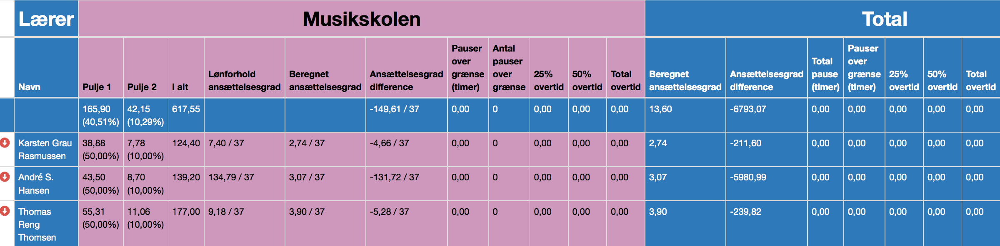 Lærer Musikskolen Total
Navn Pulje 1 Pulje 2 I alt Lønforhold ansættelsesgrad Beregnet ansættelsesgrad Ansættelsesgrad difference Pauser over grænse (timer) Antal pauser over grænse 25% overtid 50% overtid Total overtid Beregnet ansættelsesgrad Ansættelsesgrad difference Total pause (timer) Pauser over grænse (timer) 25% overtid 50% overtid Total overtid
165,90 (40,51%) 42,15 (10,29%) 617,55 -149,61 / 37 0,00 0 0,00 0,00 0,00 13,60 -6793,07 0,00 0,00 0,00 0,00 0,00
Karsten Grau Rasmussen 38,88 (50,00%) 7,78 (10,00%) 124,40 7,40 / 37 2,74 / 37 -4,66 / 37 0,00 0 0,00 0,00 0,00 2,74 -211,60 0,00 0,00 0,00 0,00 0,00
André S. Hansen 43,50 (50,00%) 8,70 (10,00%) 139,20 134,79 / 37 3,07 / 37 -131,72 / 37 0,00 0 0,00 0,00 0,00 3,07 -5980,99 0,00 0,00 0,00 0,00 0,00
Thomas Reng Thomsen 55,31 (50,00%) 11,06 (10,00%) 177,00 9,18 / 37 3,90 / 37 -5,28 / 37 0,00 0 0,00 0,00 0,00 3,90 -239,82 0,00 0,00 0,00 0,00 0,00